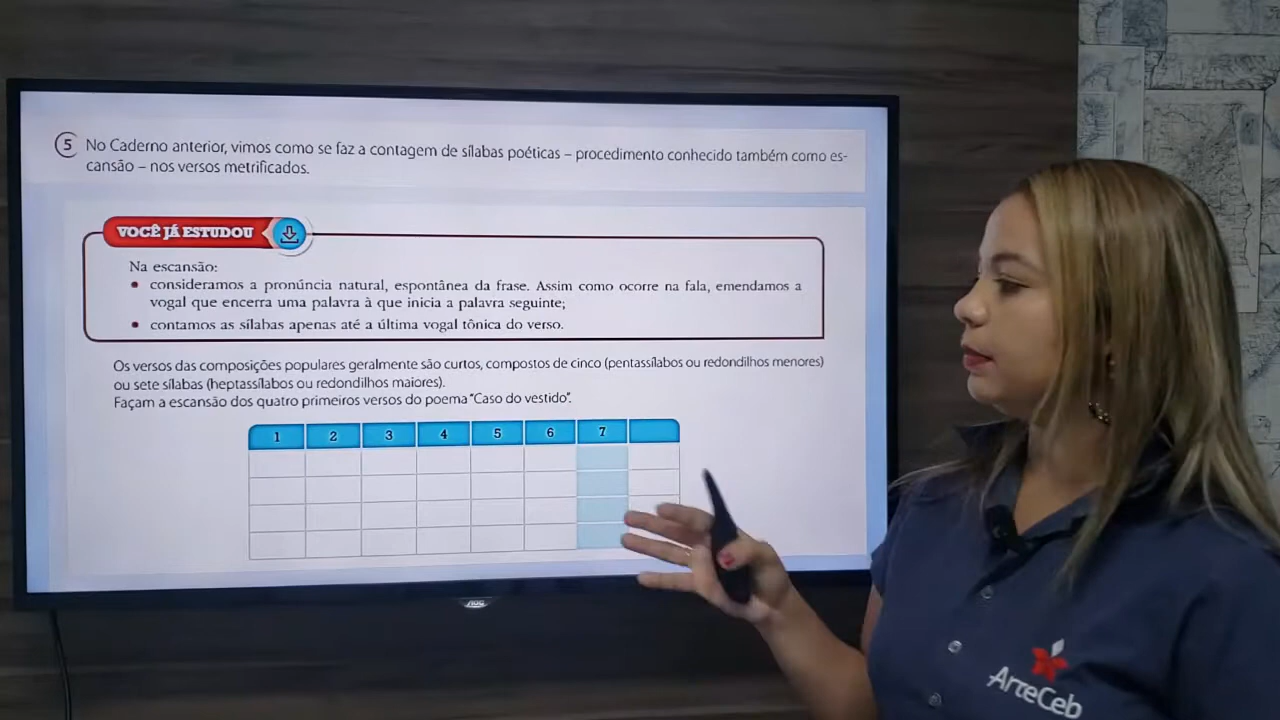 5 No Caderno anterior, vimos como se faz a contagem de sílabas poéticas – procedimento conhecido também como es-
cansão – nos versos metrificados.
VOCÊ JÁ ESTUDOU
Na escansão:
• consideramos a pronúncia natural, espontânea da frase. Assim como ocorre na fala, emendamos a
vogal que encerra uma palavra à que inicia a palavra seguinte;
• contamos as sílabas apenas até a última vogal tônica do verso.
Os versos das composições populares geralmente são curtos, compostos de cinco (pentassílabos ou redondilhos menores)
ou sete sílabas (heptassílabos ou redondilhos maiores).
Façam a escansão dos quatro primeiros versos do poema "Caso do vestido".
1 2 3 4 5 6 7
AOC
ArteCeb